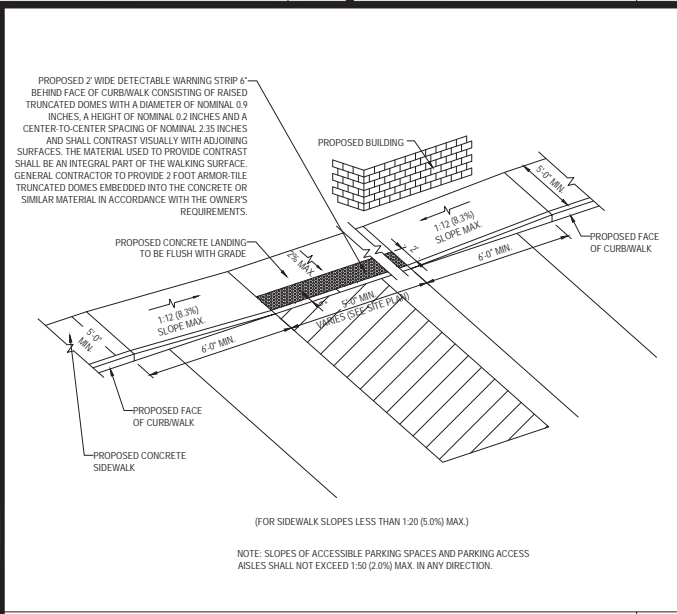 PROPOSED 2' WIDE DETECTABLE WARNING STRIP 6"
BEHIND FACE OF CURB/WALK CONSISTING OF RAISED
TRUNCATED DOMES WITH A DIAMETER OF NOMINAL 0.9
INCHES, A HEIGHT OF NOMINAL 0.2 INCHES AND A
CENTER-TO-CENTER SPACING OF NOMINAL 2.35 INCHES
AND SHALL CONTRAST VISUALLY WITH ADJOINING
SURFACES. THE MATERIAL USED TO PROVIDE CONTRAST
SHALL BE AN INTEGRAL PART OF THE WALKING SURFACE.
GENERAL CONTRACTOR TO PROVIDE 2 FOOT ARMOR-TILE
TRUNCATED DOMES EMBEDDED INTO THE CONCRETE OR
SIMILAR MATERIAL IN ACCORDANCE WITH THE OWNER'S
REQUIREMENTS.
PROPOSED BUILDING
5'-0" MIN.
1:12 (8.3%)
SLOPE MAX.
PROPOSED FACE
OF CURB/WALK
6'-0" MIN.
PROPOSED CONCRETE LANDING
TO BE FLUSH WITH GRADE
2% MAX.
5'-0" MIN.
VARIES (SEE SITE PLAN)
1:12 (8.3%)
SLOPE MAX.
5'-0"
MIN.
6'-0" MIN.
PROPOSED FACE
OF CURB/WALK
PROPOSED CONCRETE
SIDEWALK
(FOR SIDEWALK SLOPES LESS THAN 1:20 (5.0%) MAX.)
NOTE: SLOPES OF ACCESSIBLE PARKING SPACES AND PARKING ACCESS
AISLES SHALL NOT EXCEED 1:50 (2.0%) MAX. IN ANY DIRECTION.